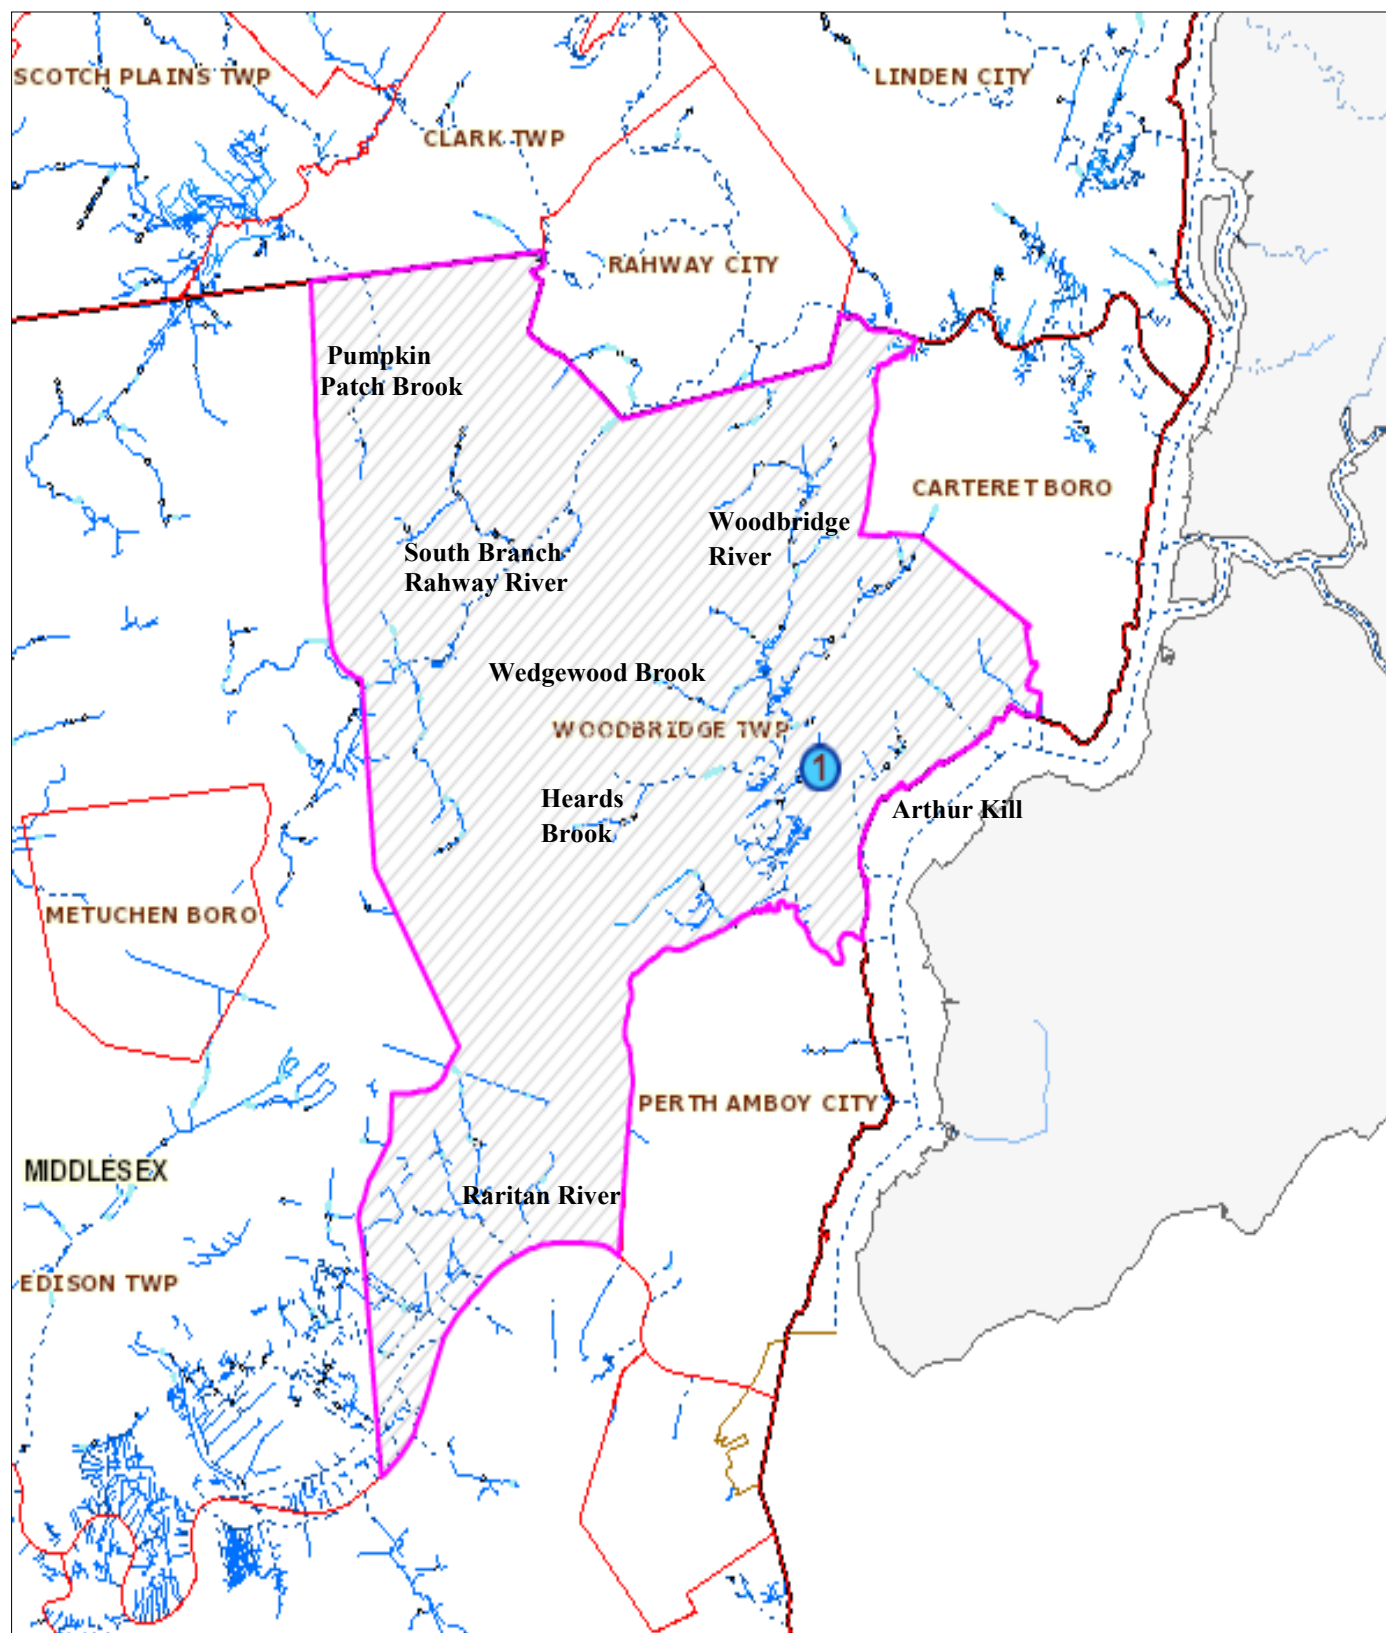 SCOTCH PLAINS TWP
LINDEN CITY
CLARK TWP
RAHWAY CITY
Pumpkin
Patch Brook
CARTERET BORO
Woodbridge
River
South Branch
Rahway River
Wedgewood Brook
WOODBRIDGE TWP
1
Heards
Brook
Arthur Kill
METUCHEN BORO
PERTH AMBOY CITY
MIDDLESEX
Raritan River
EDISON TWP